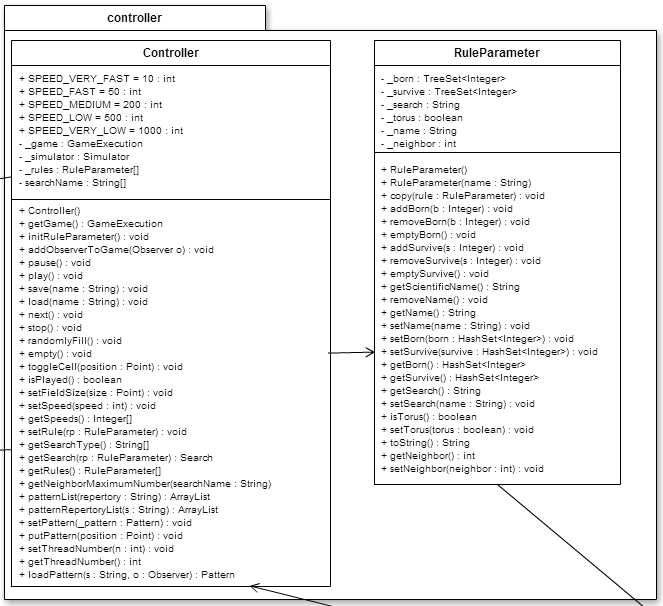 controller
Controller
+ SPEED_VERY_FAST = 10 : int
+ SPEED_FAST = 50 : int
+ SPEED_MEDIUM = 200 : int
+ SPEED_LOW = 500 : int
+ SPEED_VERY_LOW = 1000 : int
- _game : GameExecution
- _simulator : Simulator
- _rules : RuleParameter[]
- searchName : String[]
+ Controller()
+ getGame() : GameExecution
+ initRuleParameter() : void
+ addObserverToGame(Observer o) : void
+ pause() : void
+ play() : void
+ save(name : String) : void
+ load(name : String) : void
+ next() : void
+ stop() : void
+ randomlyFill() : void
+ empty() : void
+ toggleCell(position : Point) : void
+ isPlayed() : boolean
+ setFieldSize(size : Point) : void
+ setSpeed(speed : int) : void
+ getSpeeds() : Integer[]
+ setRule(rp : RuleParameter) : void
+ getSearchType() : String[]
+ getSearch(rp : RuleParameter) : Search
+ getRules() : RuleParameter[]
+ getNeighborMaximumNumber(searchName : String)
+ patternList(repertory : String) : ArrayList
+ patternRepertoryList(s : String) : ArrayList
+ setPattern(_pattern : Pattern) : void
+ putPattern(position : Point) : void
+ setThreadNumber(n : int) : void
+ getThreadNumber() : int
+ loadPattern(s : String, o : Observer) : Pattern
RuleParameter
- _born : TreeSet<Integer>
- _survive : TreeSet<Integer>
- _search : String
- _torus : boolean
- _name : String
- _neighbor : int
+ RuleParameter()
+ RuleParameter(name : String)
+ copy(rule : RuleParameter) : void
+ addBorn(b : Integer) : void
+ removeBorn(b : Integer) : void
+ emptyBorn() : void
+ addSurvive(s : Integer) : void
+ removeSurvive(s : Integer) : void
+ emptySurvive() : void
+ getScientificName() : String
+ removeName() : void
+ getName() : String
+ setName(name : String) : void
+ setBorn(born : HashSet<Integer>) : void
+ setSurvive(survive : HashSet<Integer>) : void
+ getBorn() : HashSet<Integer>
+ getSurvive() : HashSet<Integer>
+ getSearch() : String
+ setSearch(name : String) : void
+ isTorus() : boolean
+ setTorus(torus : boolean) : void
+ toString() : String
+ getNeighbor() : int
+ setNeighbor(neighbor : int) : void